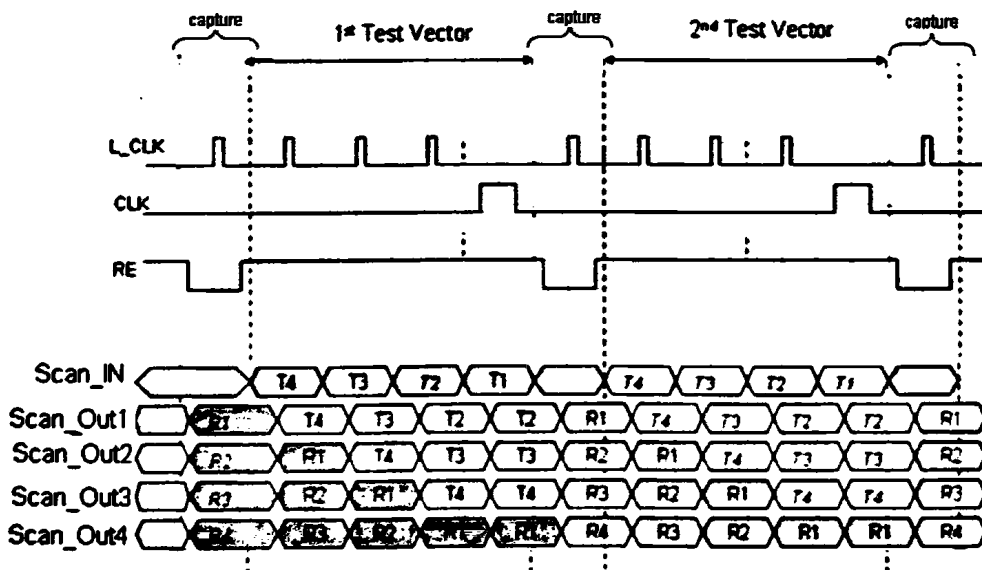 capture 1st Test Vector capture 2nd Test Vector capture
L_CLK
CLK
RE
Scan_IN T4 T3 T2 T1 T4 T3 T2 T1
Scan_Out1 R1 T4 T3 T2 T2 R1 T4 T3 T2 T2 R1
Scan_Out2 R2 R1 T4 T3 T3 R2 R1 T4 T3 T3 R2
Scan_Out3 R3 R2 R1 T4 T4 R3 R2 R1 T4 T4 R3
Scan_Out4 R4 R3 R2 R1 R1 R4 R3 R2 R1 R1 R4